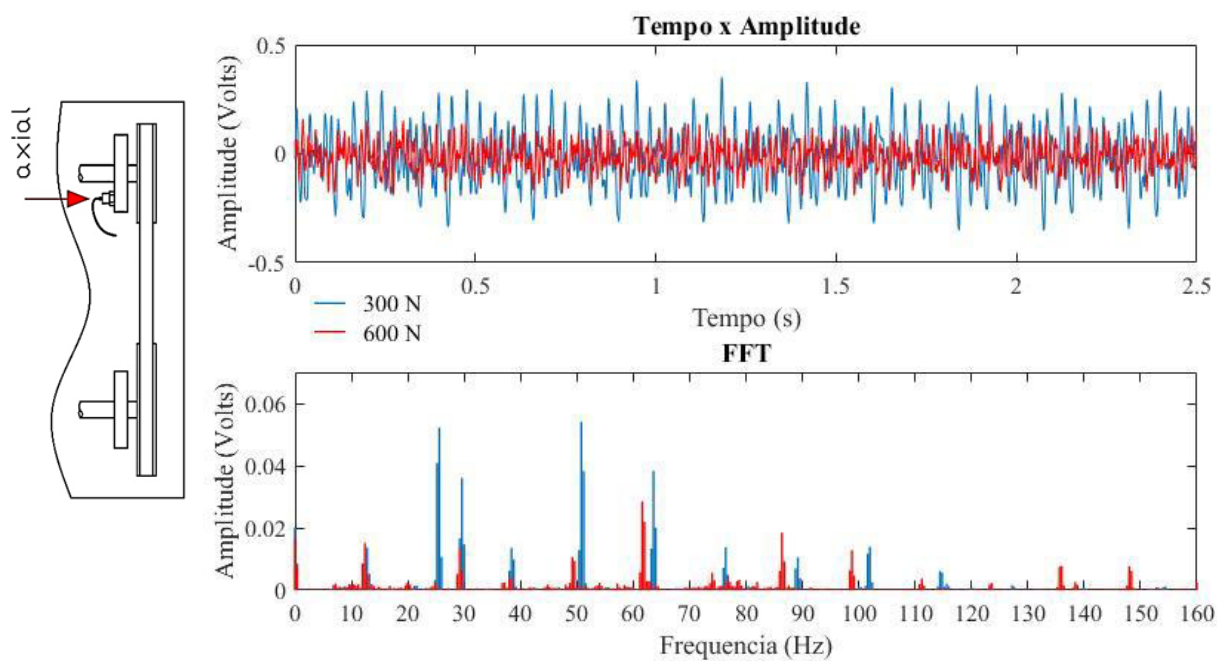 axial
Tempo x Amplitude
Amplitude (Volts)
0.5
0
-0.5
0 0.5 1 1.5 2 2.5
Tempo (s)
300 N
600 N
FFT
Amplitude (Volts)
0.06
0.04
0.02
0
0 10 20 30 40 50 60 70 80 90 100 110 120 130 140 150 160
Frequencia (Hz)